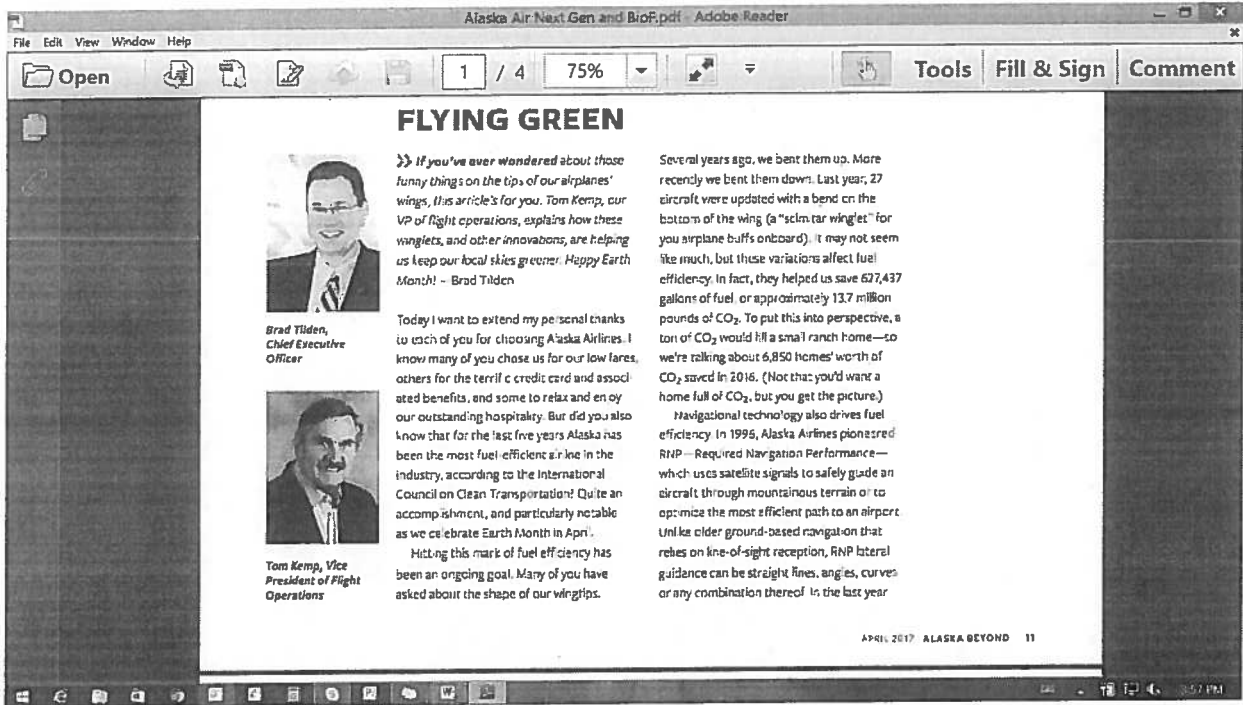 Alaska Air Next Gen and BioF.pdf - Adobe Reader
File Edit View Window Help
Open
1 / 4
75%
Tools
Fill & Sign
Comment
FLYING GREEN
Brad Tilden,
Chief Executive
Officer
Tom Kemp, Vice
President of Flight
Operations
» If you've ever wondered about those
funny things on the tips of our airplanes'
wings, this article's for you. Tom Kemp, our
VP of flight operations, explains how these
winglets, and other innovations, are helping
us keep our local skies greener. Happy Earth
Month! – Brad Tilden
Today I want to extend my personal thanks
to each of you for choosing Alaska Airlines. I
know many of you chose us for our low fares,
others for the terrific credit card and associ-
ated benefits, and some to relax and enjoy
our outstanding hospitality. But did you also
know that for the last five years Alaska has
been the most fuel-efficient airline in the
industry, according to the International
Council on Clean Transportation? Quite an
accomplishment, and particularly notable
as we celebrate Earth Month in April.
Hitting this mark of fuel efficiency has
been an ongoing goal. Many of you have
asked about the shape of our wingtips.
Several years ago, we bent them up. More
recently we bent them down. Last year, 27
aircraft were updated with a bend on the
bottom of the wing (a "scimitar winglet" for
you airplane buffs onboard). It may not seem
like much, but these variations affect fuel
efficiency. In fact, they helped us save 627,437
gallons of fuel, or approximately 13.7 million
pounds of CO₂. To put this into perspective, a
ton of CO₂ would fill a small ranch home—so
we're talking about 6,850 homes' worth of
CO₂ saved in 2016. (Not that you'd want a
home full of CO₂, but you get the picture.)
Navigational technology also drives fuel
efficiency. In 1996, Alaska Airlines pioneered
RNP—Required Navigation Performance—
which uses satellite signals to safely guide an
aircraft through mountainous terrain or to
optimize the most efficient path to an airport.
Unlike older ground-based navigation that
relies on line-of-sight reception, RNP lateral
guidance can be straight lines, angles, curves
or any combination thereof. In the last year
APRIL 2017 ALASKA BEYOND 11
3:57 PM